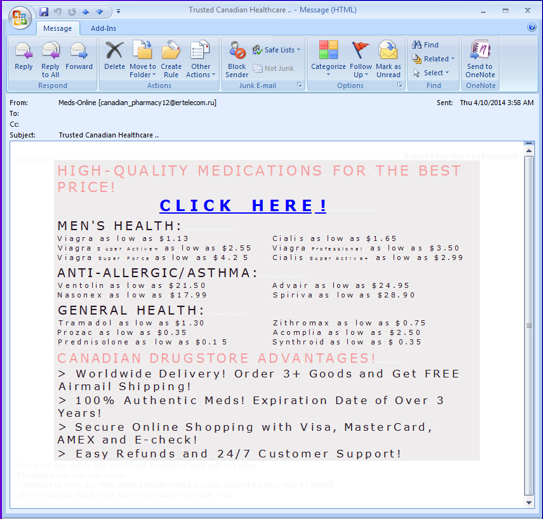 Trusted Canadian Healthcare .. - Message (HTML)
Message Add-Ins
Reply Reply to All Forward Delete Move to Folder Create Rule Other Actions Block Sender Safe Lists Not Junk Categorize Follow Up Mark as Unread Find Related Select Send to OneNote
Respond Actions Junk E-mail Options Find OneNote
From: Meds-Online [canadian_pharmacy12@ertelecom.ru] Sent: Thu 4/10/2014 3:58 AM
To:
Cc:
Subject: Trusted Canadian Healthcare ..
HIGH-QUALITY MEDICATIONS FOR THE BEST
PRICE!
CLICK HERE!
MEN'S HEALTH:
Viagra as low as $1.13 Cialis as low as $1.65
Viagra Super Active+ as low as $2.55 Viagra Professional as low as $3.50
Viagra Super Force as low as $4.25 Cialis Super Active+ as low as $2.99
ANTI-ALLERGIC/ASTHMA:
Ventolin as low as $21.50 Advair as low as $24.95
Nasonex as low as $17.99 Spiriva as low as $28.90
GENERAL HEALTH:
Tramadol as low as $1.30 Zithromax as low as $0.75
Prozac as low as $0.35 Acomplia as low as $2.50
Prednisolone as low as $0.15 Synthroid as low as $ 0.35
CANADIAN DRUGSTORE ADVANTAGES!
> Worldwide Delivery! Order 3+ Goods and Get FREE
Airmail Shipping!
> 100% Authentic Meds! Expiration Date of Over 3
Years!
> Secure Online Shopping with Visa, MasterCard,
AMEX and E-check!
> Easy Refunds and 24/7 Customer Support!